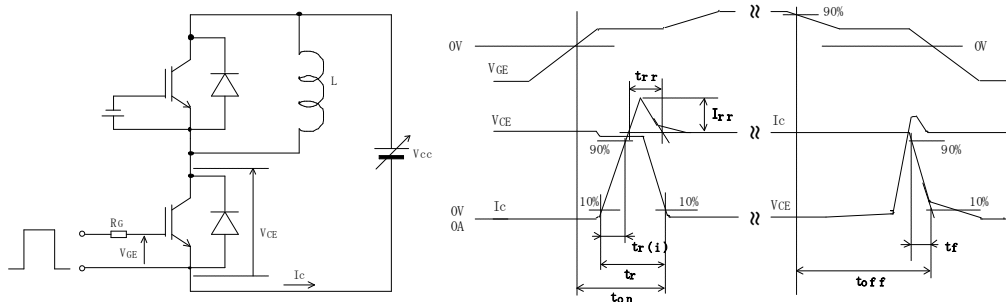 L
Vcc
RG
VGE
VCE
Ic
0V
VGE
trr
Irr
VCE
90%
0V
0A
Ic
10%
10%
tr(i)
tr
ton
90%
0V
Ic
90%
VCE
10%
tf
toff